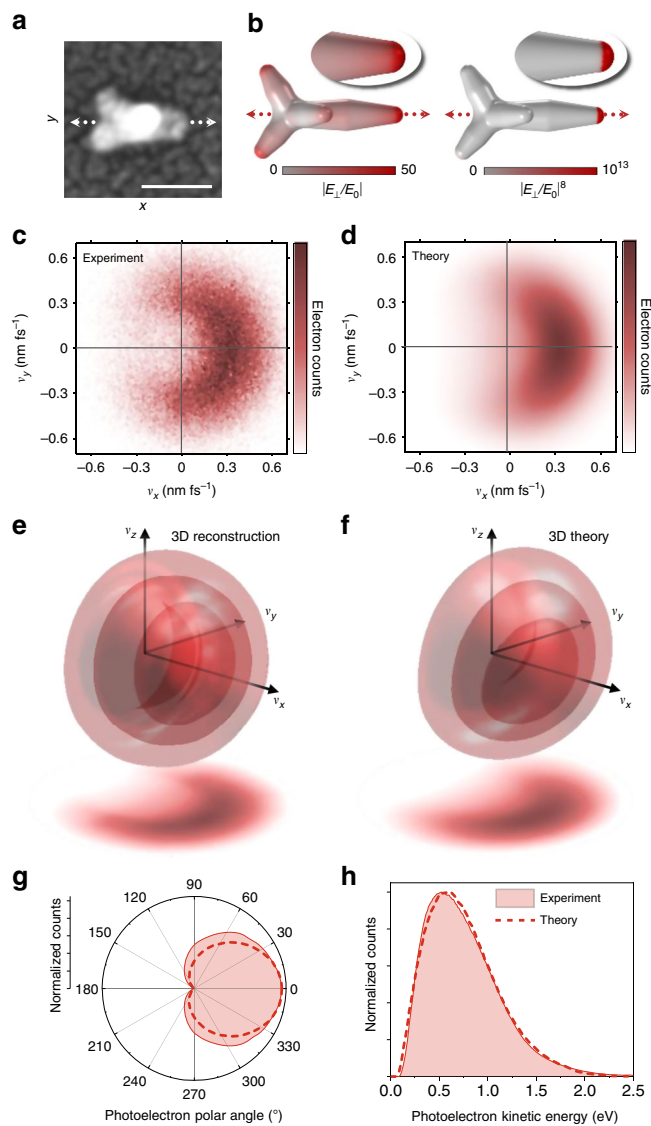 a
b
y
x
0
50
|E⊥/E0|
0
10^13
|E⊥/E0|^8
c
d
Experiment
0.6
0.3
0
−0.3
−0.6
vy (nm fs−1)
−0.6
−0.3
0
0.3
0.6
vx (nm fs−1)
Electron counts
Theory
0.6
0.3
0
−0.3
−0.6
vy (nm fs−1)
−0.6
−0.3
0
0.3
0.6
vx (nm fs−1)
Electron counts
e
f
vz
3D reconstruction
vy
vx
vz
3D theory
vy
vx
g
h
Normalized counts
90
60
30
0
330
300
270
240
210
180
150
120
Photoelectron polar angle (°)
Normalized counts
Experiment
Theory
0.0
0.5
1.0
1.5
2.0
2.5
Photoelectron kinetic energy (eV)